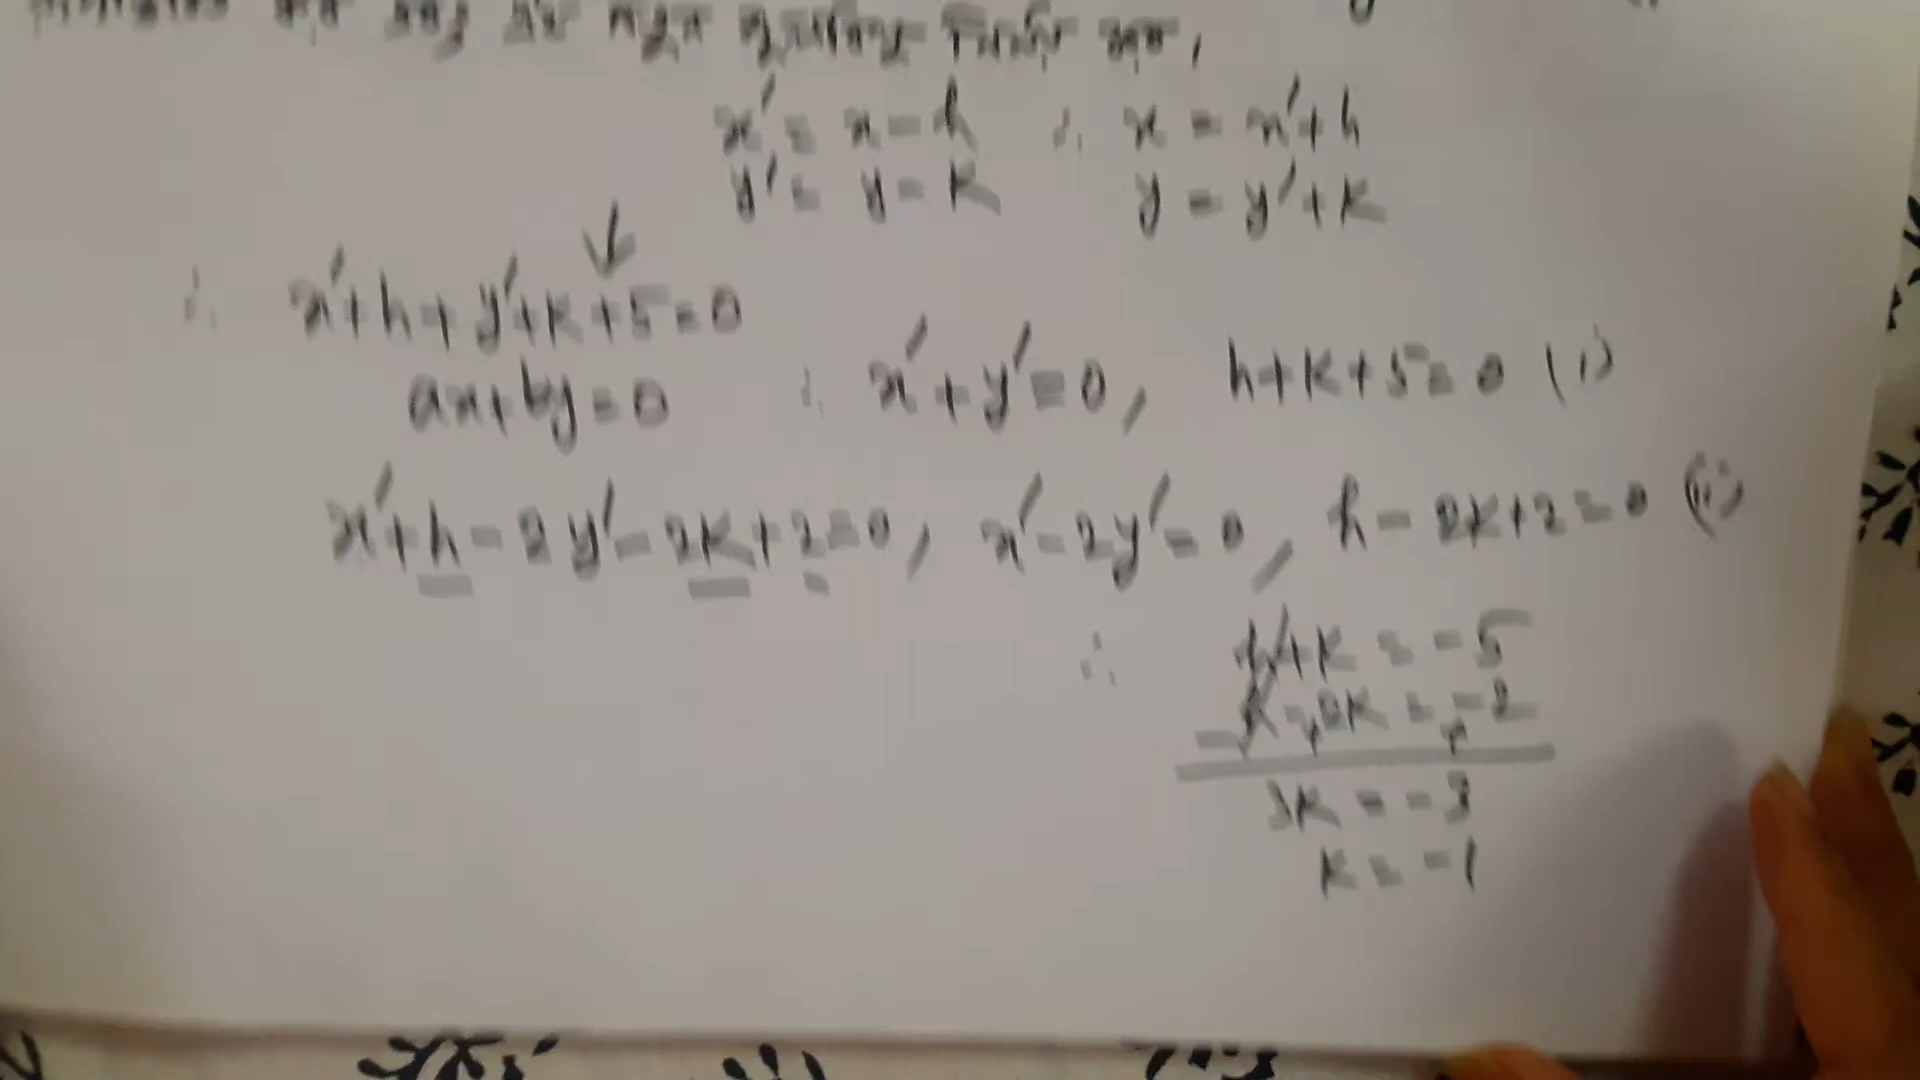 x' = x - h ∴ x = x' + h
y' = y - k y = y' + k
∴ x' + h + y' + k + 5 = 0
ax + by = 0 ∴ x' + y' = 0, h + k + 5 = 0 (i)
x' + h - 2y' - 2k + 2 = 0, x' - 2y' = 0, h - 2k + 2 = 0 (ii)
∴ h + k = -5
h - 2k = -2
- + +
3k = -3
k = -1